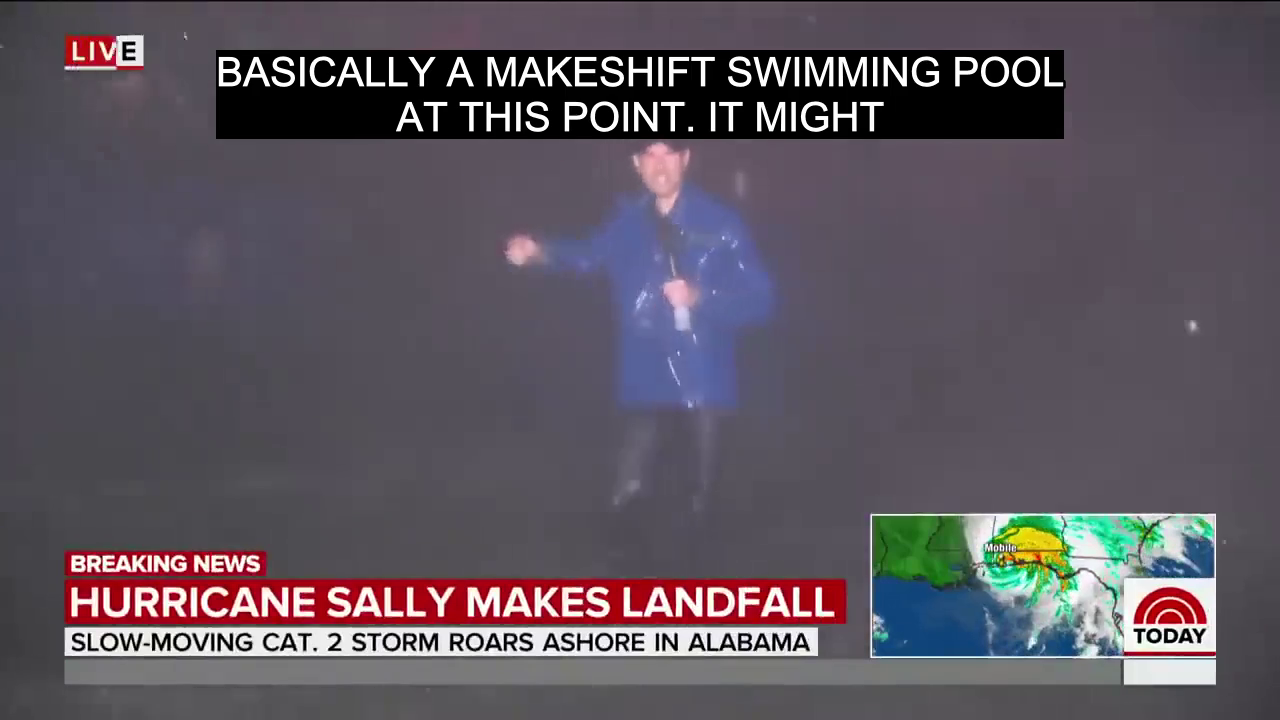 LIVE
BASICALLY A MAKESHIFT SWIMMING POOL
AT THIS POINT. IT MIGHT
BREAKING NEWS
HURRICANE SALLY MAKES LANDFALL
SLOW-MOVING CAT. 2 STORM ROARS ASHORE IN ALABAMA
Mobile
TODAY